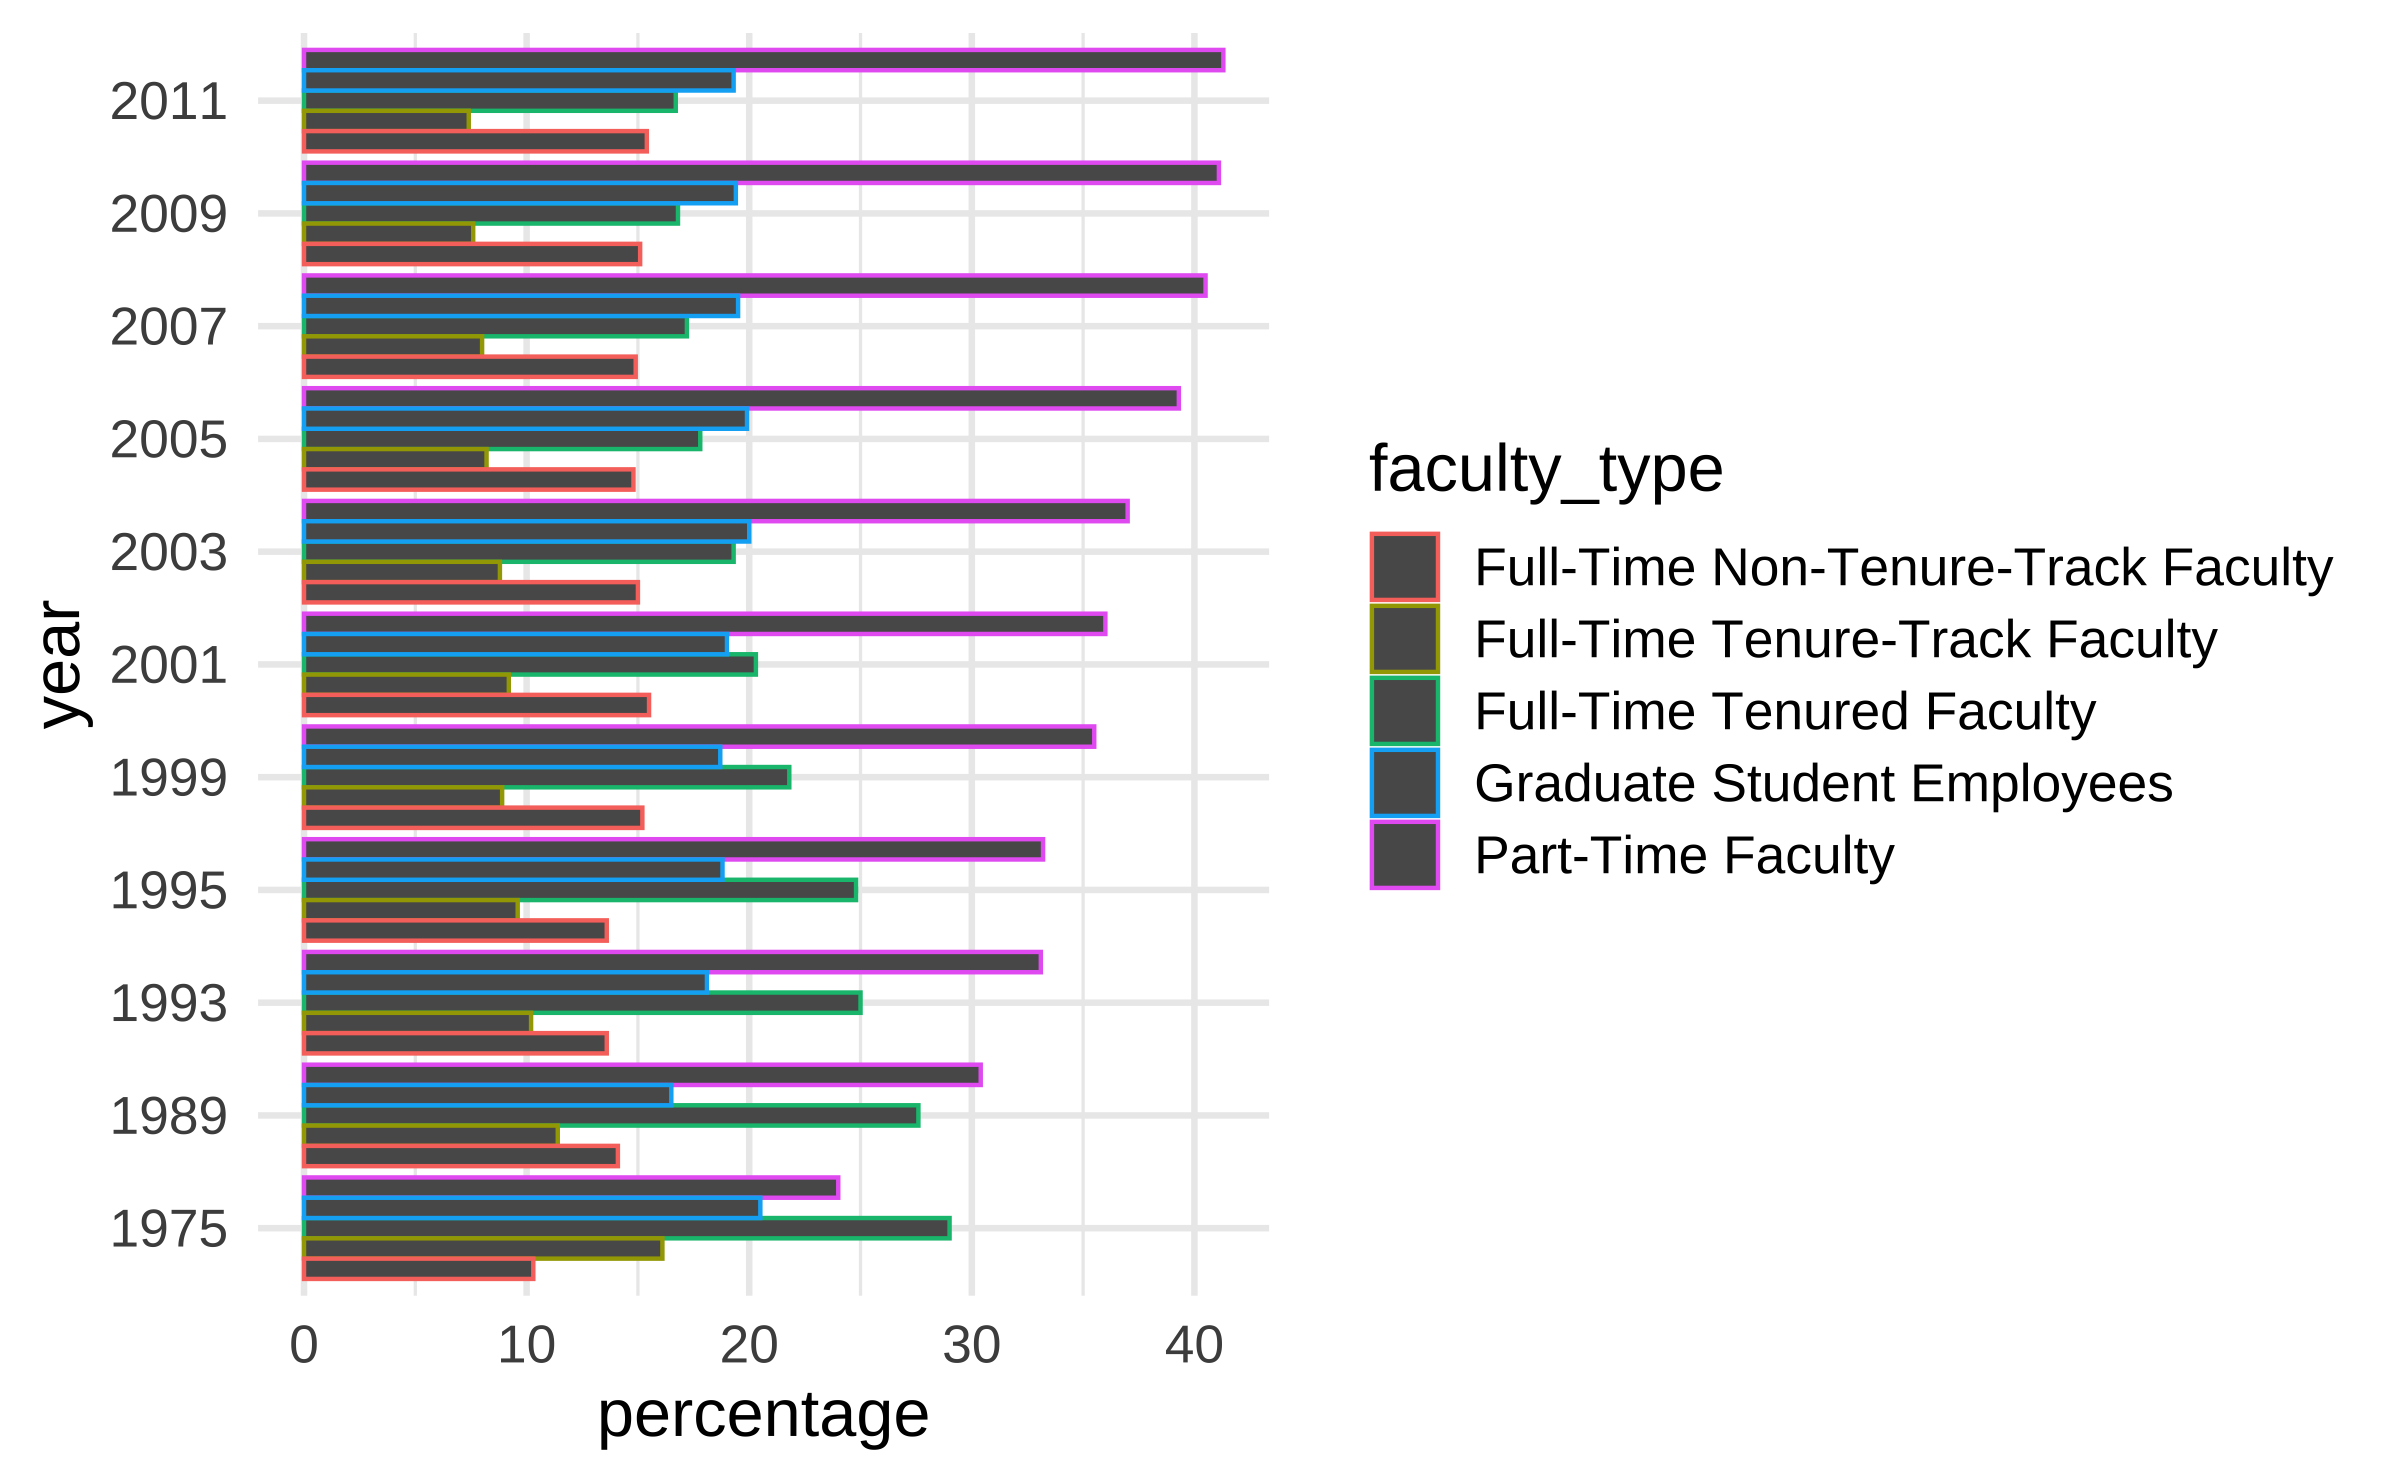 2011
2009
2007
2005
2003
2001
1999
1995
1993
1989
1975
year
0 10 20 30 40
percentage
faculty_type
Full-Time Non-Tenure-Track Faculty
Full-Time Tenure-Track Faculty
Full-Time Tenured Faculty
Graduate Student Employees
Part-Time Faculty